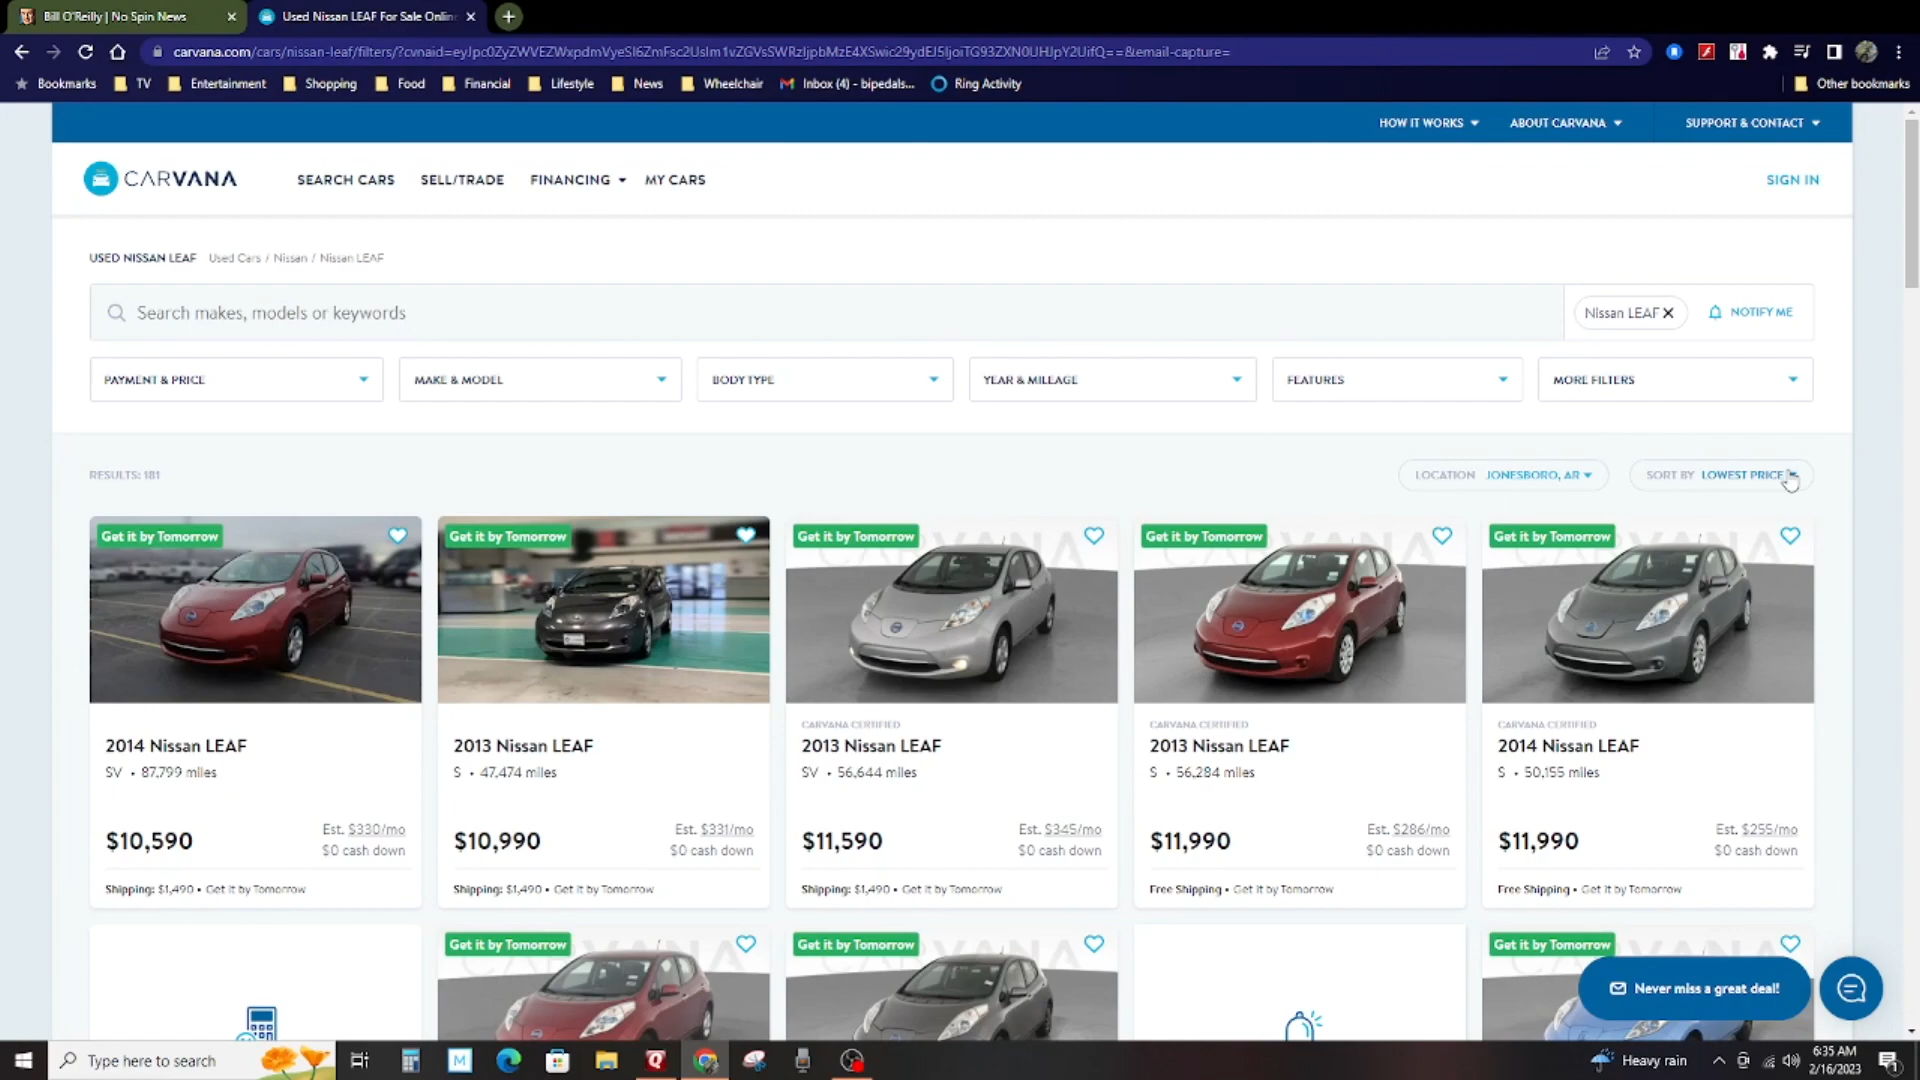 Bill O'Reilly | No Spin News
Used Nissan LEAF For Sale Onlin
carvana.com/cars/nissan-leaf/filters/?cvnaid=
&email-capture=
Bookmarks TV Entertainment Shopping Food Financial Lifestyle News Wheelchair Inbox (4) - bipedals... Ring Activity Other bookmarks
HOW IT WORKS ABOUT CARVANA SUPPORT & CONTACT
CARVANA SEARCH CARS SELL/TRADE FINANCING MY CARS SIGN IN
USED NISSAN LEAF Used Cars / Nissan / Nissan LEAF
Search makes, models or keywords Nissan LEAF NOTIFY ME
PAYMENT & PRICE MAKE & MODEL BODY TYPE YEAR & MILEAGE FEATURES MORE FILTERS
RESULTS: 181 LOCATION JONESBORO, AR SORT BY LOWEST PRICE
Get it by Tomorrow Get it by Tomorrow Get it by Tomorrow Get it by Tomorrow Get it by Tomorrow
CARVANA CERTIFIED CARVANA CERTIFIED CARVANA CERTIFIED
2014 Nissan LEAF 2013 Nissan LEAF 2013 Nissan LEAF 2013 Nissan LEAF 2014 Nissan LEAF
SV • 87,799 miles S • 47,474 miles SV • 56,644 miles S • 56,284 miles S • 50,155 miles
Est. $330/mo Est. $331/mo Est. $345/mo Est. $286/mo Est. $255/mo
$10,590 $10,990 $11,590 $11,990 $11,990
$0 cash down $0 cash down $0 cash down $0 cash down $0 cash down
Shipping: $1,490 • Get it by Tomorrow Shipping: $1,490 • Get it by Tomorrow Shipping: $1,490 • Get it by Tomorrow Free Shipping • Get it by Tomorrow Free Shipping • Get it by Tomorrow
Get it by Tomorrow Get it by Tomorrow Get it by Tomorrow
Never miss a great deal!
Type here to search Heavy rain 6:35 AM
2/16/2023